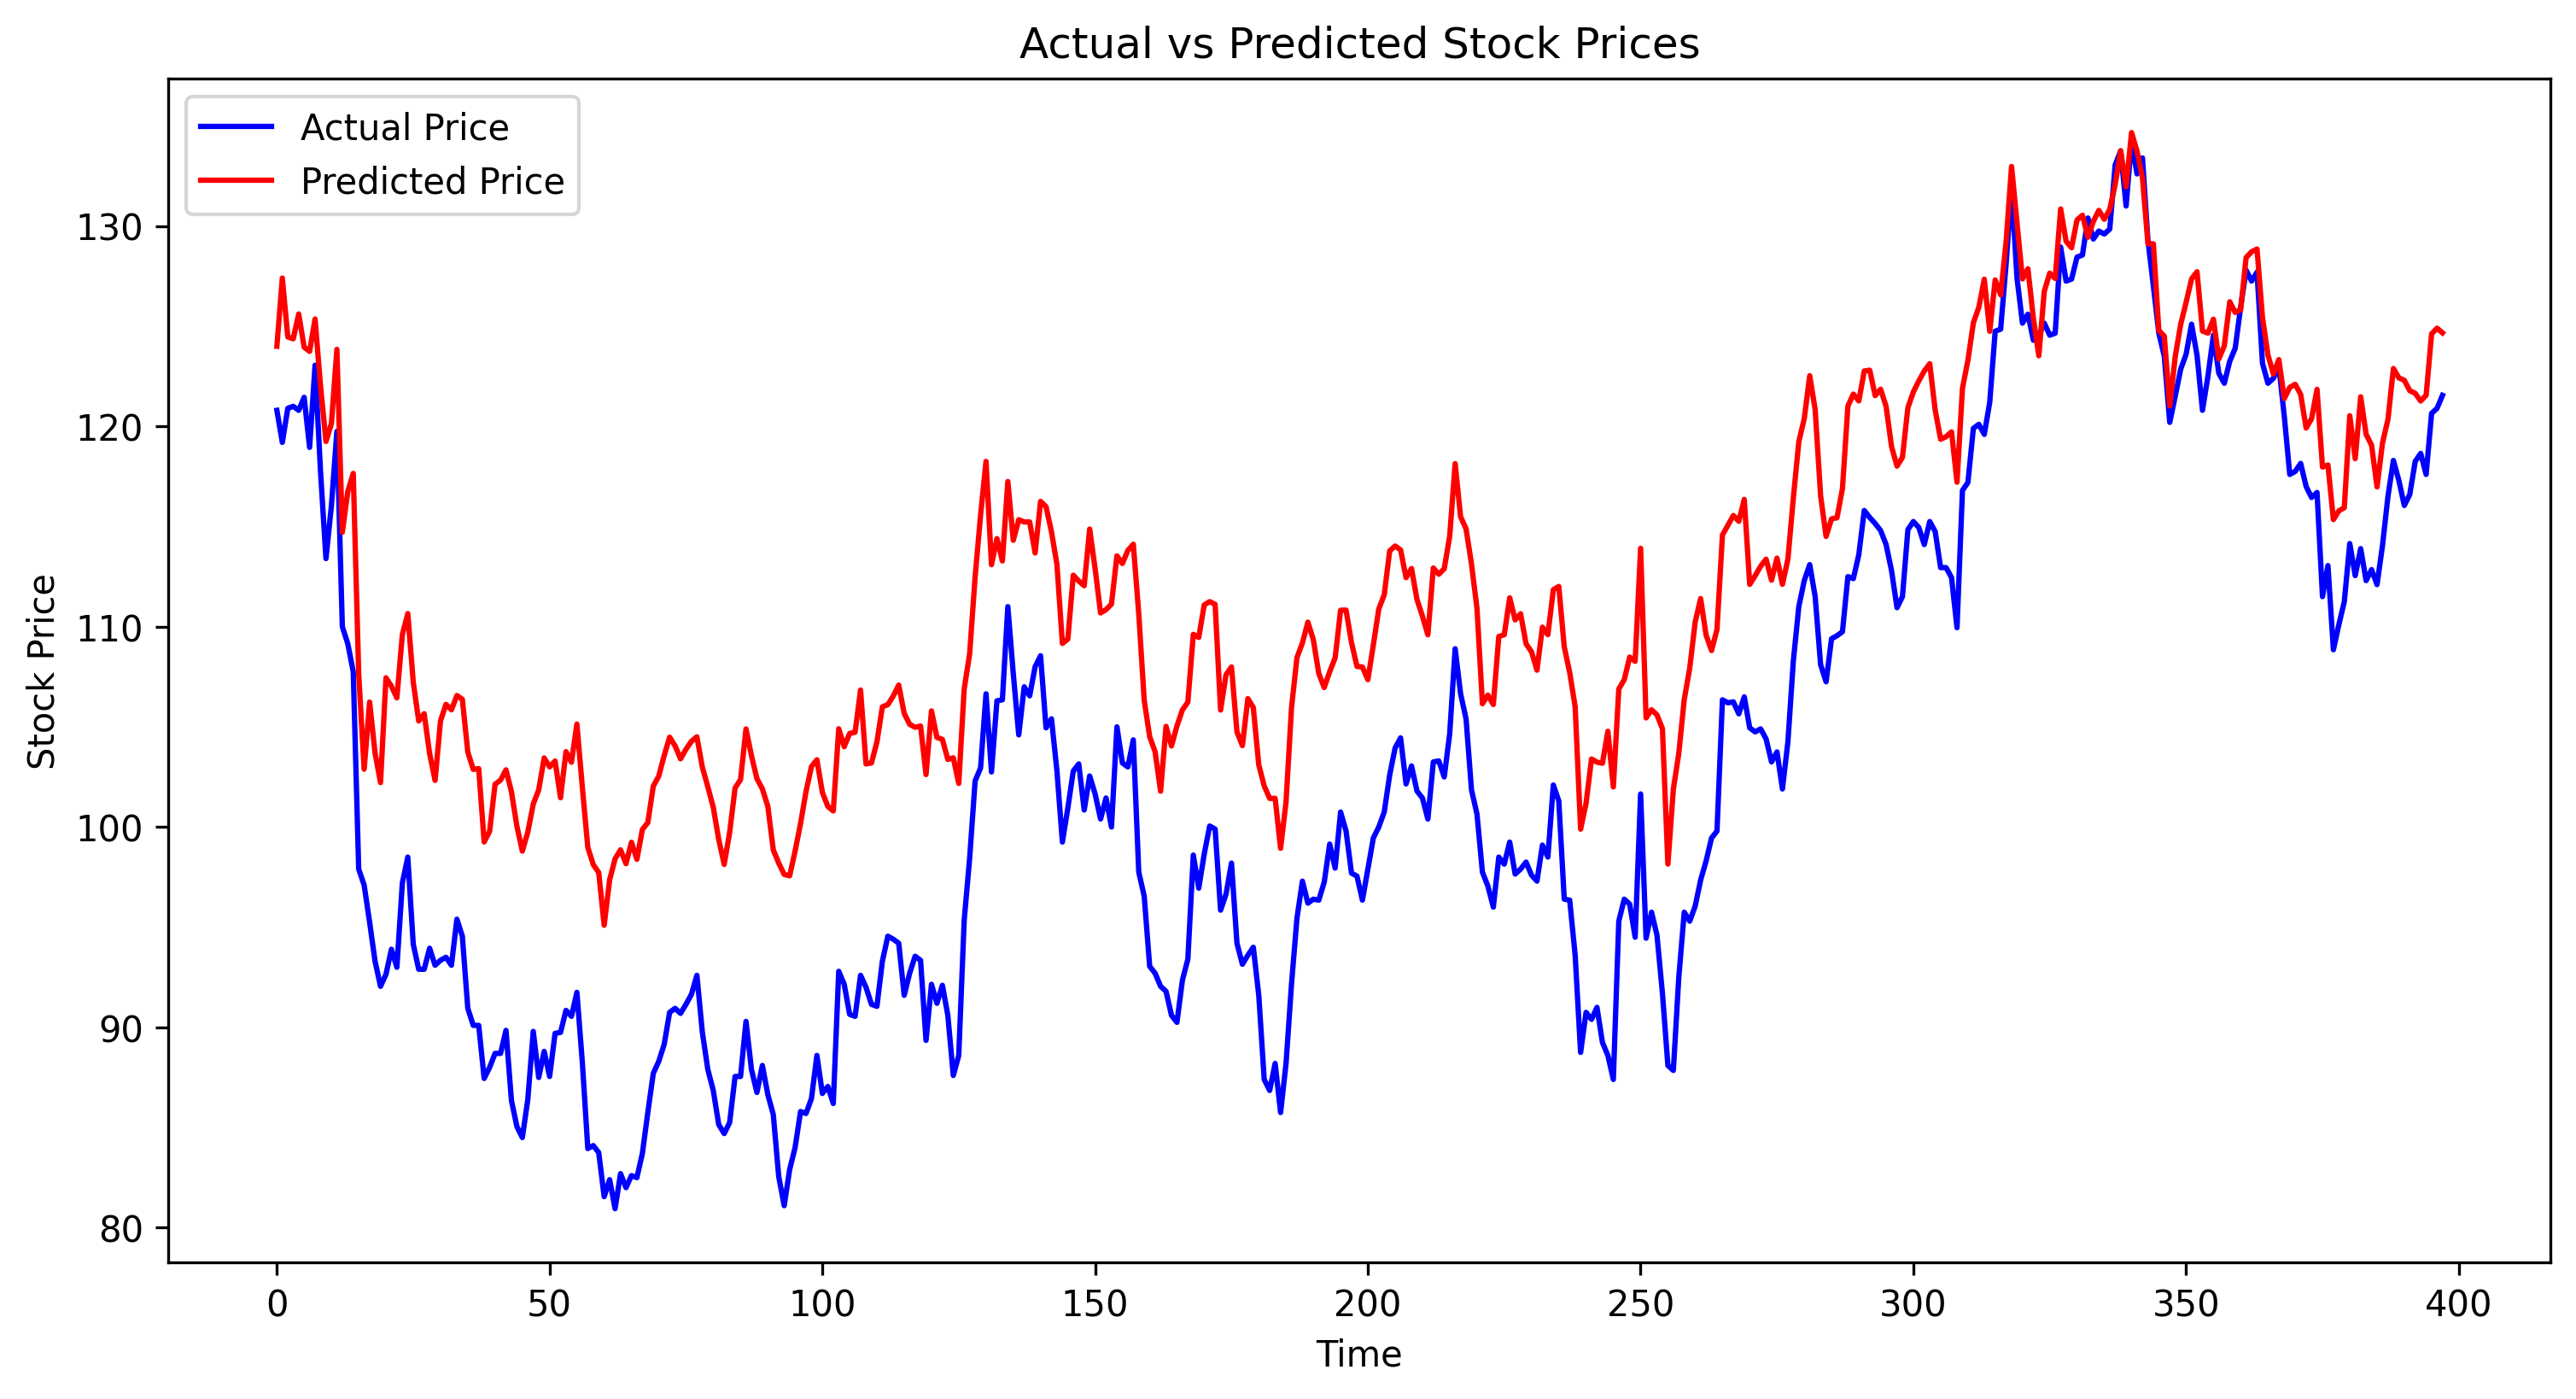 Actual vs Predicted Stock Prices
Actual Price
Predicted Price
Stock Price
130
120
110
100
90
80
0 50 100 150 200 250 300 350 400
Time